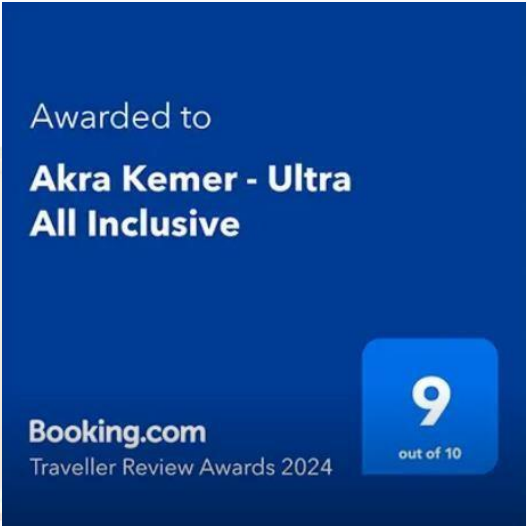 Awarded to
Akra Kemer - Ultra
All Inclusive
9
out of 10
Booking.com
Traveller Review Awards 2024